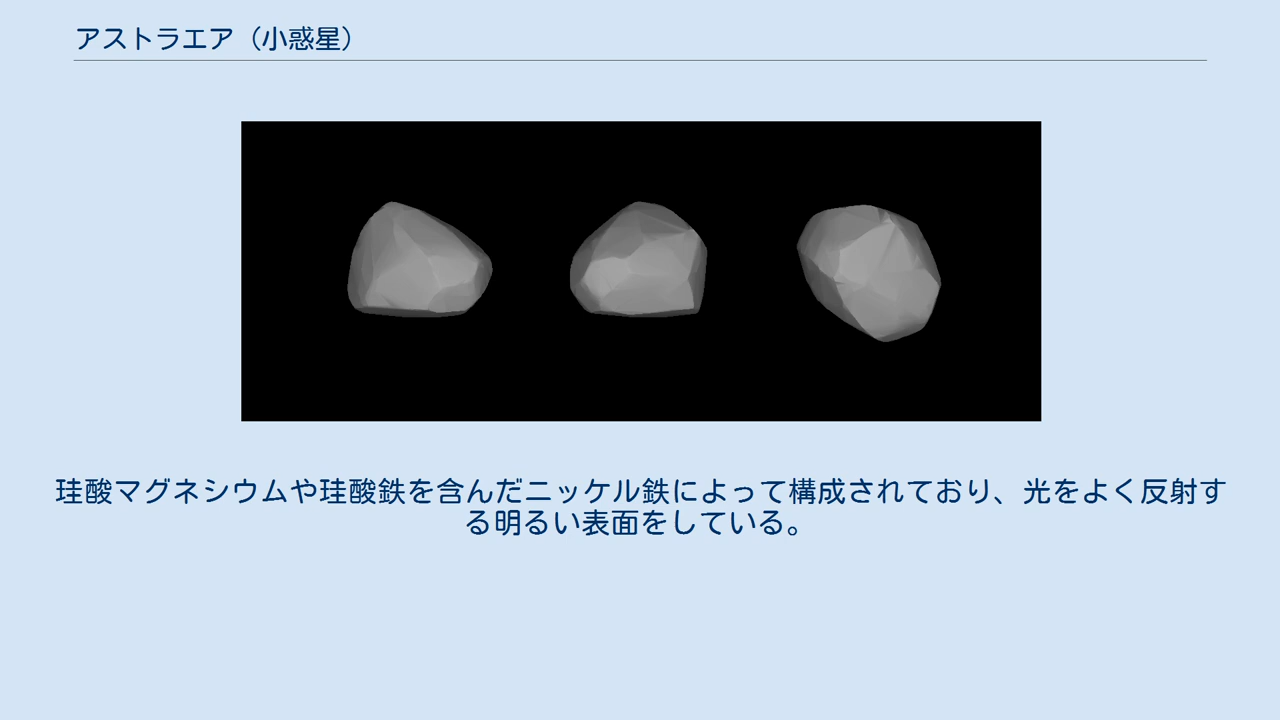 アストラエア（小惑星）
珪酸マグネシウムや珪酸鉄を含んだニッケル鉄によって構成されており、光をよく反射す
る明るい表面をしている。